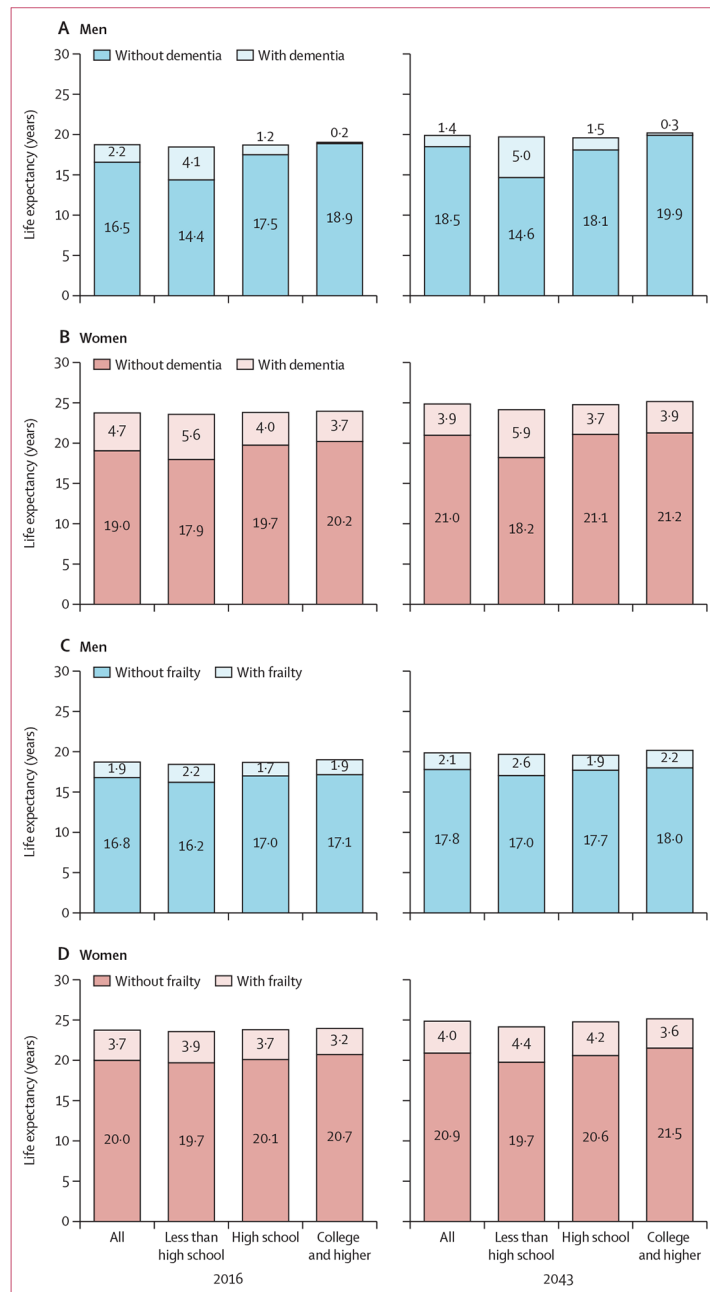 A Men
Without dementia With dementia
Life expectancy (years)
30
25
20
15
10
5
0
2·2 4·1 1·2 0·2
16·5 14·4 17·5 18·9
1·4 5·0 1·5 0·3
18·5 14·6 18·1 19·9
B Women
Without dementia With dementia
Life expectancy (years)
30
25
20
15
10
5
0
4·7 5·6 4·0 3·7
19·0 17·9 19·7 20·2
3·9 5·9 3·7 3·9
21·0 18·2 21·1 21·2
C Men
Without frailty With frailty
Life expectancy (years)
30
25
20
15
10
5
0
1·9 2·2 1·7 1·9
16·8 16·2 17·0 17·1
2·1 2·6 1·9 2·2
17·8 17·0 17·7 18·0
D Women
Without frailty With frailty
Life expectancy (years)
30
25
20
15
10
5
0
3·7 3·9 3·7 3·2
20·0 19·7 20·1 20·7
4·0 4·4 4·2 3·6
20·9 19·7 20·6 21·5
All Less than high school High school College and higher
2016
All Less than high school High school College and higher
2043